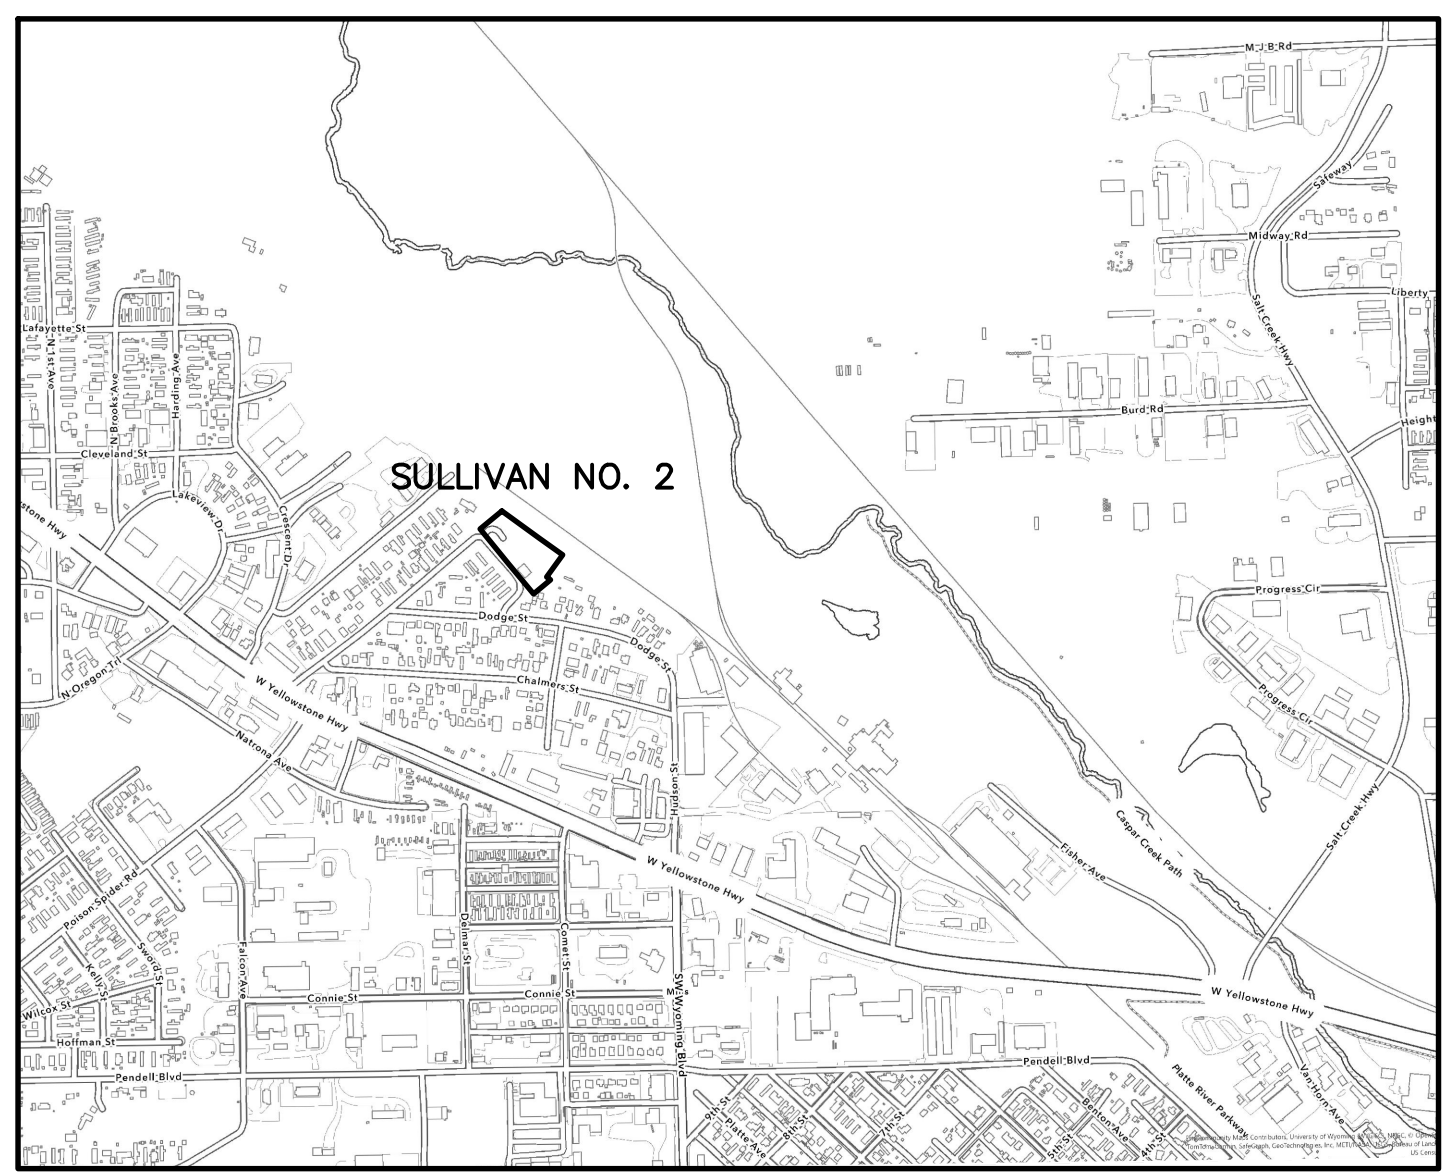 M J B Rd
Safeway
Midway Rd
Liberty
Salt Creek Hwy
Lafayette St
N 1st Ave
N Brooks Ave
Harding Ave
Burd Rd
Height
Cleveland St
SULLIVAN NO. 2
Lakeview Dr
stone Hwy
Crescent Dr
Progress Cir
Dodge St
Dodge St
N Oregon Trl
Chalmers St
W Yellowstone Hwy
Progress Cir
Natrona Ave
Hudson St
Salt Creek Hwy
Caspar Creek Path
Fisher Ave
W Yellowstone Hwy
Poison Spider Rd
Delmar St
Comet St
Sword St
Kelly St
Falcon Ave
Connie St
Connie St
Mills
SW Wyoming Blvd
W Yellowstone Hwy
Wilcox St
Hoffman St
Pendell Blvd
Pendell Blvd
Platte River Parkway
Van Horn Ave
9th St
Platte Ave
8th St
7th St
Benton Ave
5th St
4th St